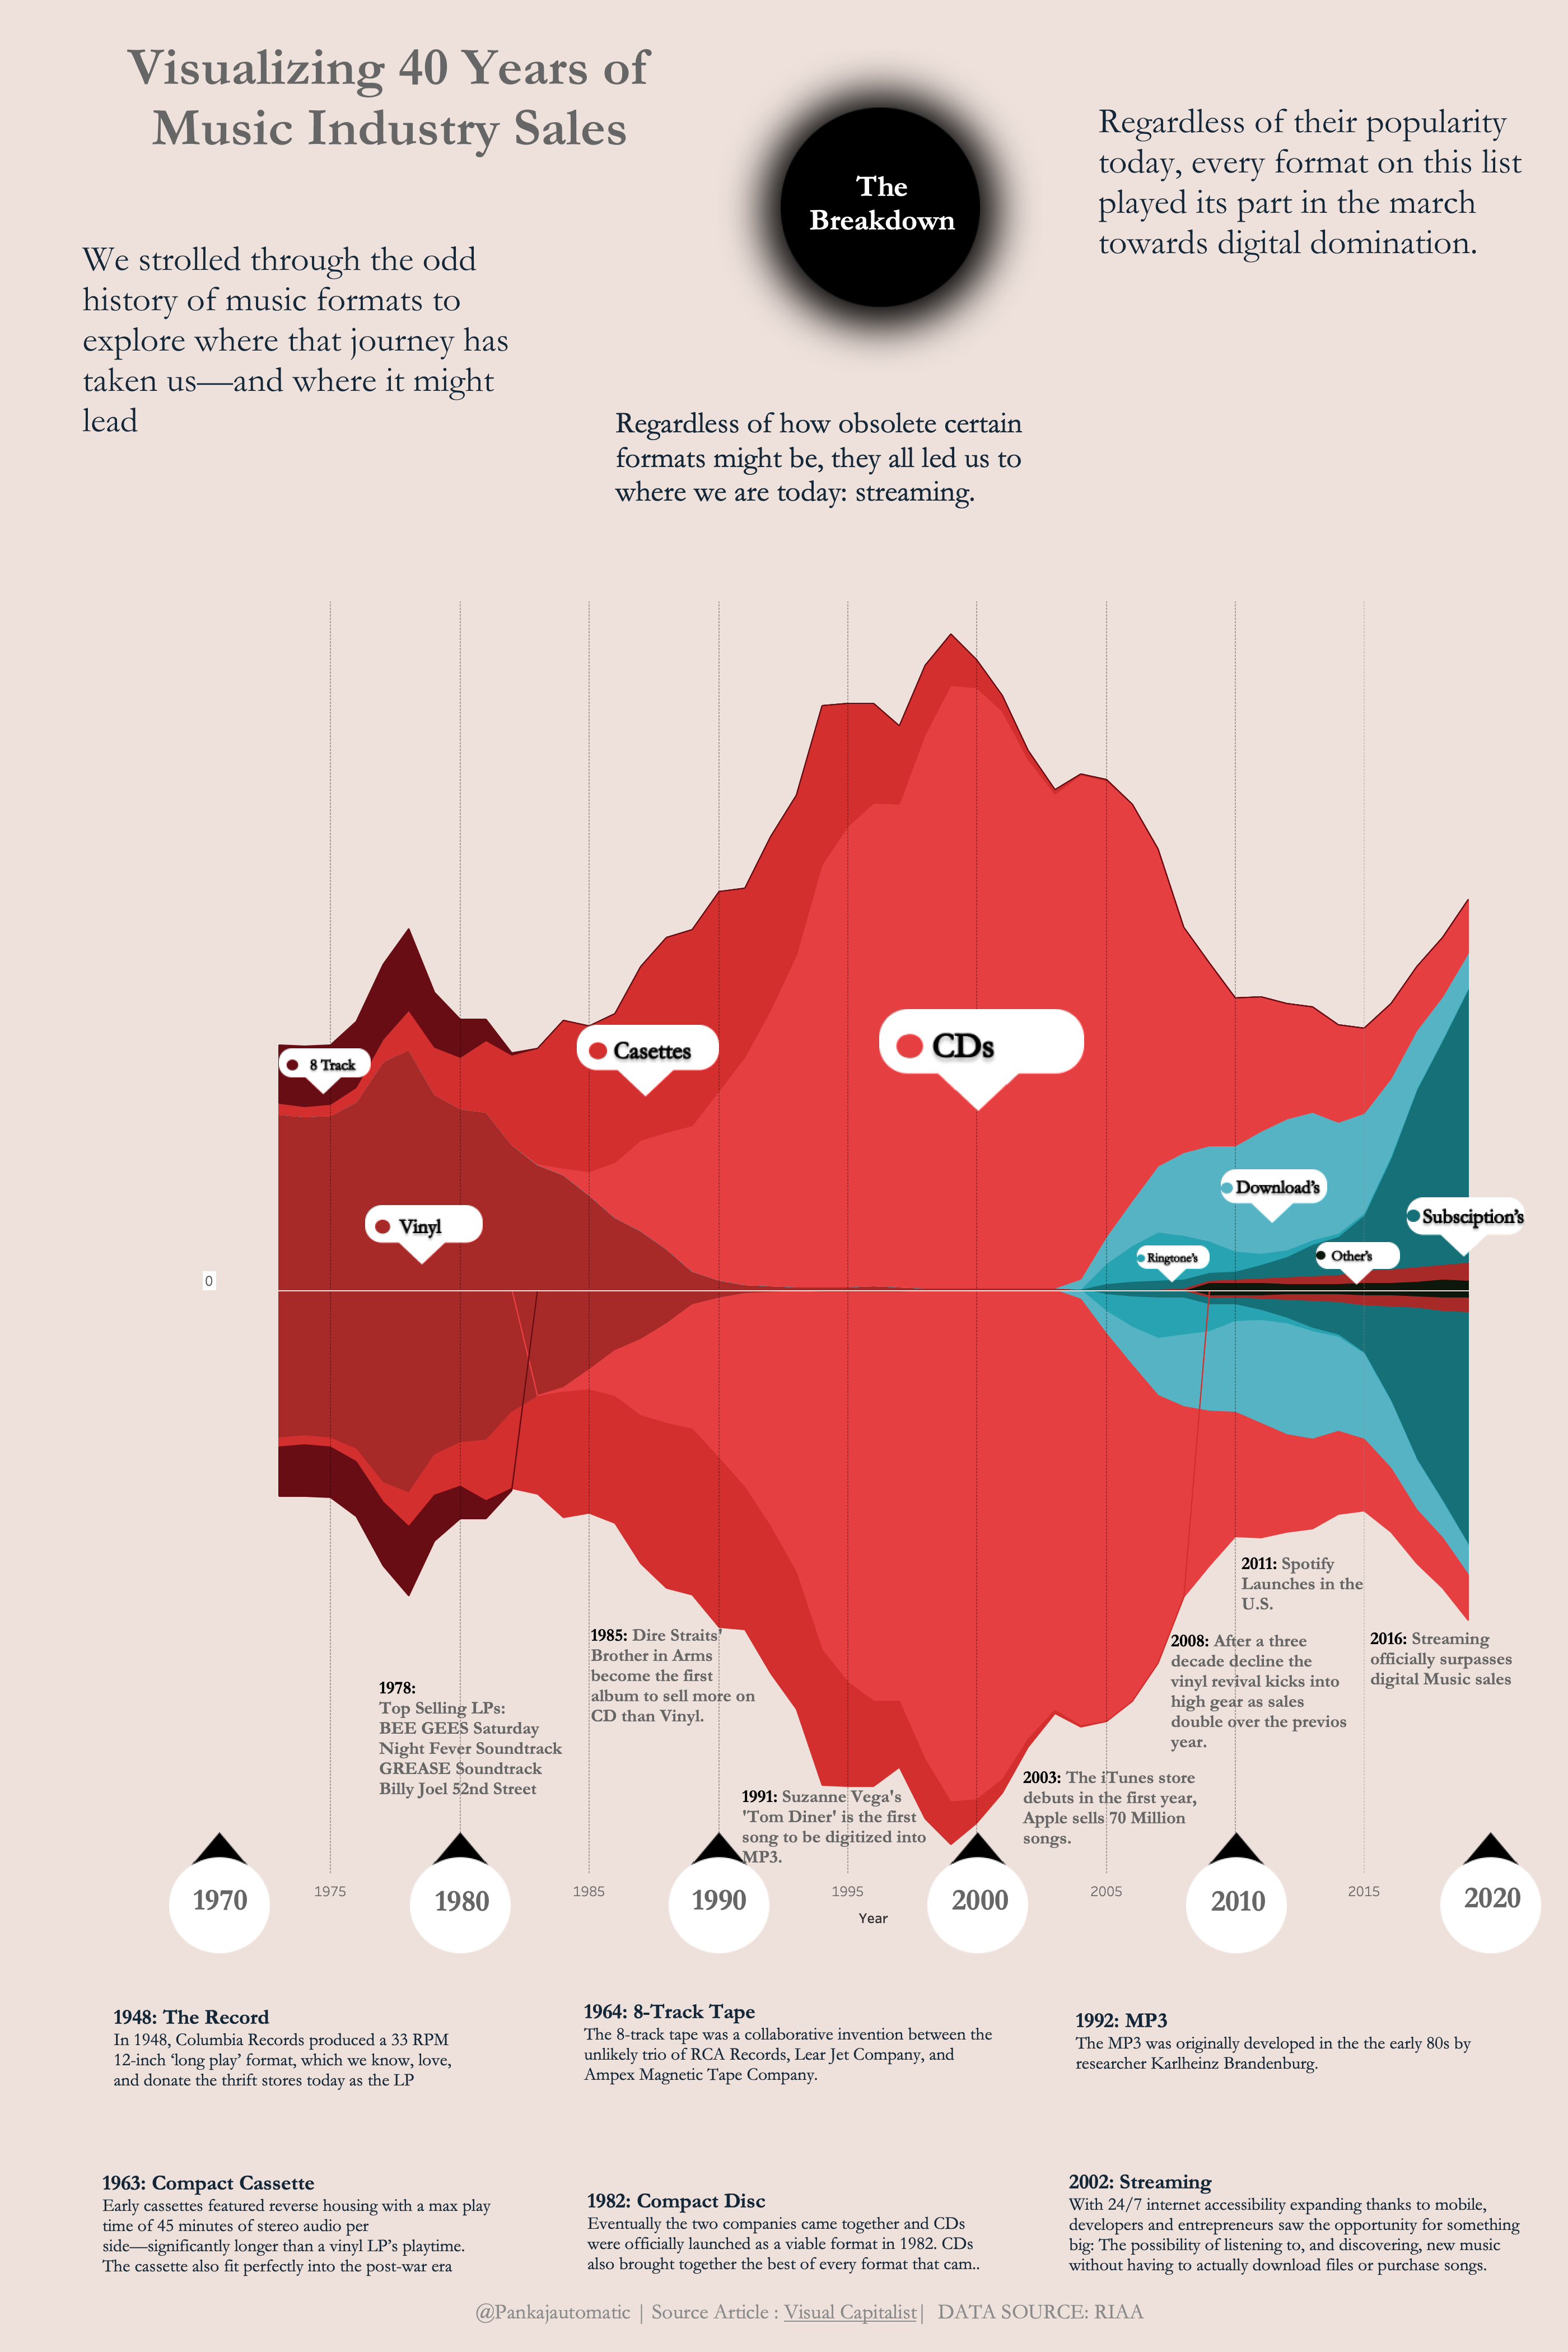 Visualizing 40 Years of
Music Industry Sales
The
Breakdown
Regardless of their popularity
today, every format on this list
played its part in the march
towards digital domination.
We strolled through the odd
history of music formats to
explore where that journey has
taken us—and where it might
lead
Regardless of how obsolete certain
formats might be, they all led us to
where we are today: streaming.
8 Track
Casettes
CDs
Vinyl
Download's
Subsciption's
Ringtone's
Other's
0
2011: Spotify
Launches in the
U.S.
1985: Dire Straits'
Brother in Arms
become the first
album to sell more on
CD than Vinyl.
2008: After a three
decade decline the
vinyl revival kicks into
high gear as sales
double over the previos
year.
2016: Streaming
officially surpasses
digital Music sales
1978:
Top Selling LPs:
BEE GEES Saturday
Night Fever Soundtrack
GREASE Soundtrack
Billy Joel 52nd Street
1991: Suzanne Vega's
'Tom Diner' is the first
song to be digitized into
MP3.
2003: The iTunes store
debuts in the first year,
Apple sells 70 Million
songs.
1970
1975
1980
1985
1990
1995
2000
2005
2010
2015
2020
Year
1948: The Record
In 1948, Columbia Records produced a 33 RPM
12-inch ‘long play’ format, which we know, love,
and donate the thrift stores today as the LP
1964: 8-Track Tape
The 8-track tape was a collaborative invention between the
unlikely trio of RCA Records, Lear Jet Company, and
Ampex Magnetic Tape Company.
1992: MP3
The MP3 was originally developed in the the early 80s by
researcher Karlheinz Brandenburg.
1963: Compact Cassette
Early cassettes featured reverse housing with a max play
time of 45 minutes of stereo audio per
side—significantly longer than a vinyl LP’s playtime.
The cassette also fit perfectly into the post-war era
1982: Compact Disc
Eventually the two companies came together and CDs
were officially launched as a viable format in 1982. CDs
also brought together the best of every format that cam..
2002: Streaming
With 24/7 internet accessibility expanding thanks to mobile,
developers and entrepreneurs saw the opportunity for something
big: The possibility of listening to, and discovering, new music
without having to actually download files or purchase songs.
@Pankajautomatic | Source Article : Visual Capitalist| DATA SOURCE: RIAA